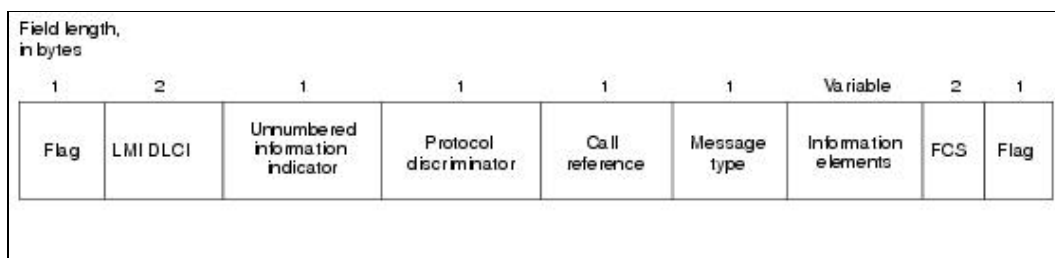 Field length,
in bytes
1 2 1 1 1 1 Variable 2 1
Flag
LMI DLCI
Unnumbered
information
indicator
Protocol
discriminator
Call
reference
Message
type
Information
elements
FCS
Flag